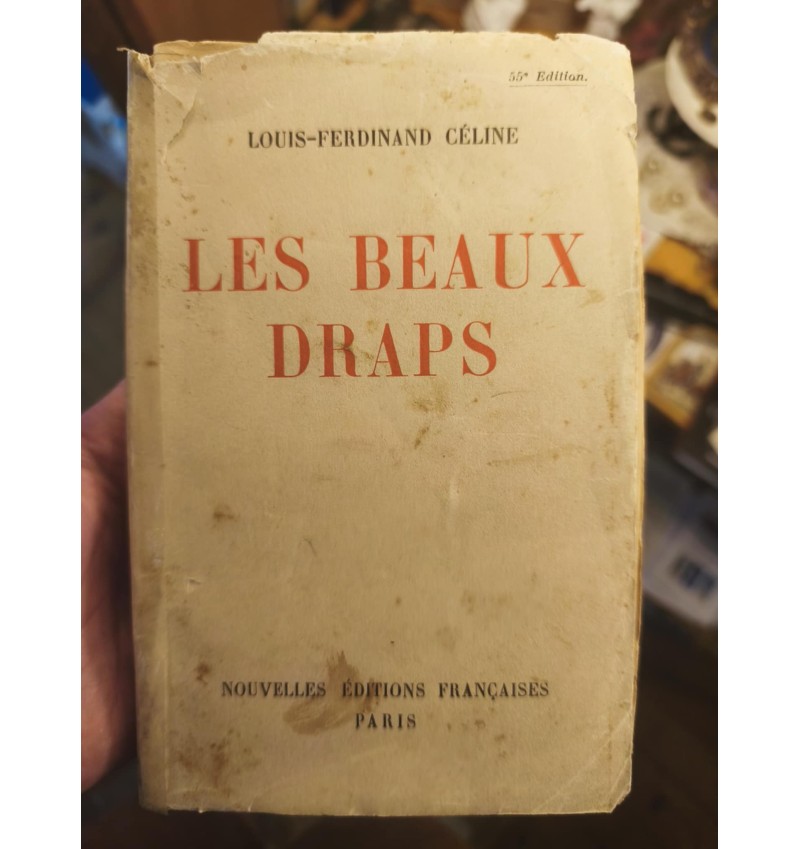 55e Edition.
LOUIS-FERDINAND CÉLINE
LES BEAUX
DRAPS
NOUVELLES ÉDITIONS FRANÇAISES
PARIS